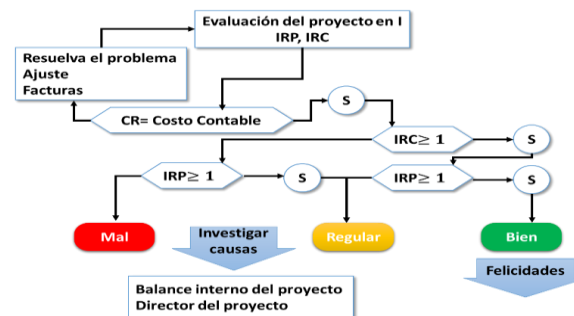 Evaluación del proyecto en I
IRP, IRC
Resuelva el problema
Ajuste
Facturas
CR= Costo Contable
S
IRC≥ 1
S
IRP≥ 1
S
IRP≥ 1
S
Mal
Investigar
causas
Regular
Bien
Felicidades
Balance interno del proyecto
Director del proyecto